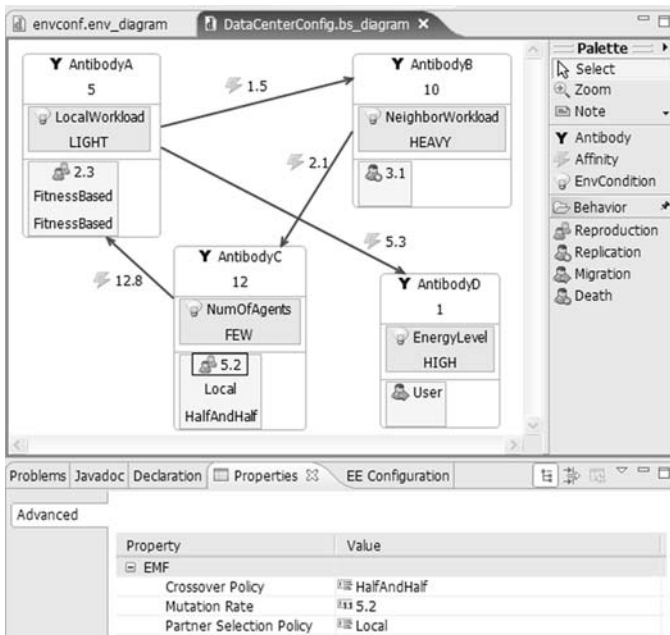 envconf.env_diagram
DataCenterConfig.bs_diagram
Y AntibodyA
5
LocalWorkload
LIGHT
2.3
FitnessBased
FitnessBased
1.5
Y AntibodyB
10
NeighborWorkload
HEAVY
3.1
2.1
5.3
12.8
Y AntibodyC
12
NumOfAgents
FEW
5.2
Local
HalfAndHalf
Y AntibodyD
1
EnergyLevel
HIGH
User
Palette
Select
Zoom
Note
Y Antibody
Affinity
EnvCondition
Behavior
Reproduction
Replication
Migration
Death
Problems Javadoc Declaration Properties EE Configuration
Advanced
Property Value
EMF
Crossover Policy HalfAndHalf
Mutation Rate 5.2
Partner Selection Policy Local